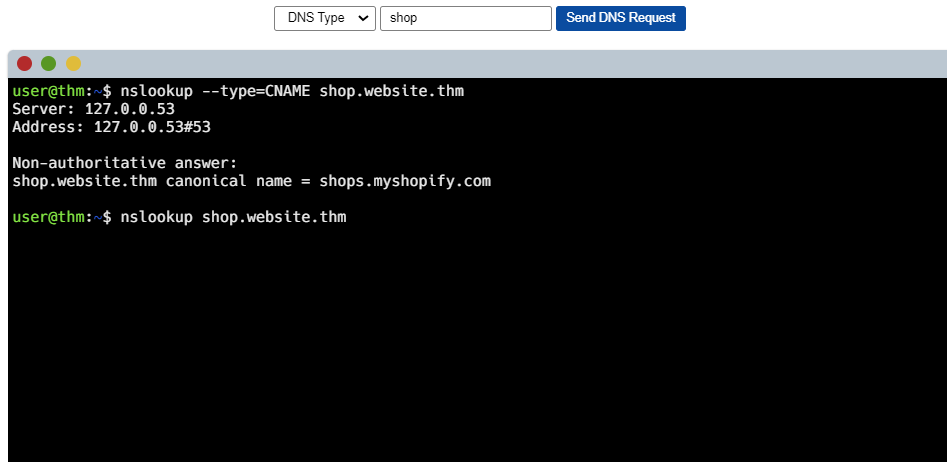 DNS Type shop Send DNS Request
user@thm:~$ nslookup --type=CNAME shop.website.thm
Server: 127.0.0.53
Address: 127.0.0.53#53
Non-authoritative answer:
shop.website.thm canonical name = shops.myshopify.com
user@thm:~$ nslookup shop.website.thm